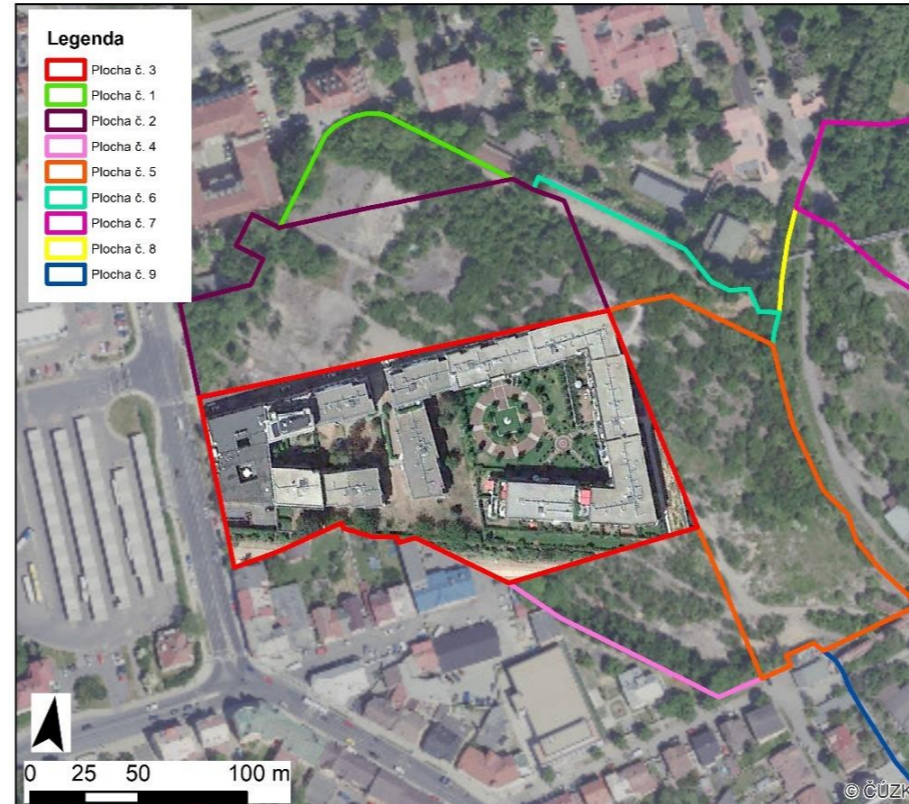 Legenda
Plocha č. 3
Plocha č. 1
Plocha č. 2
Plocha č. 4
Plocha č. 5
Plocha č. 6
Plocha č. 7
Plocha č. 8
Plocha č. 9
0 25 50 100 m
© ČÚZK